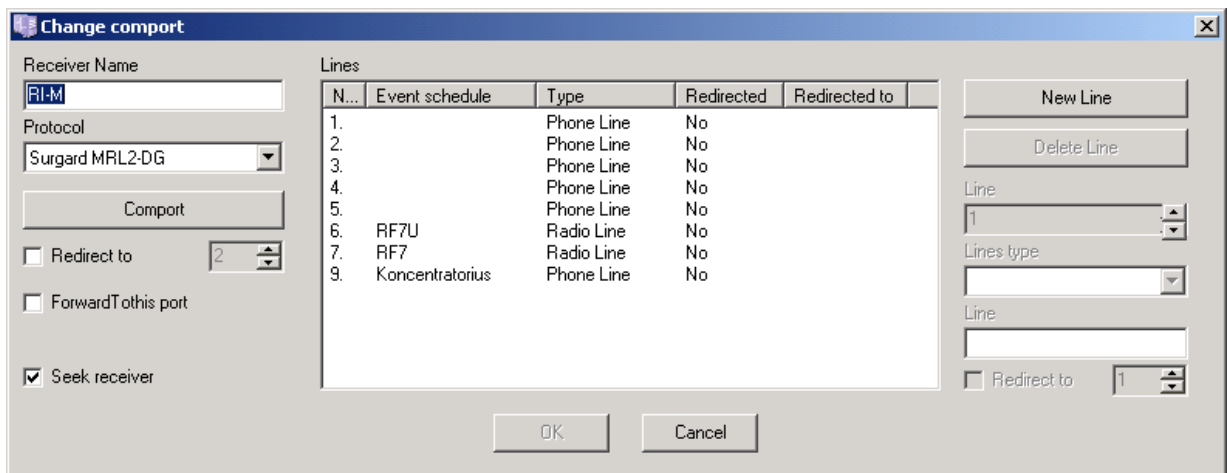 Change comport
Receiver Name
RI-M
Protocol
Surgard MRL2-DG
Comport
Redirect to 2
ForwardTothis port
Seek receiver
Lines
N... Event schedule Type Redirected Redirected to
1. Phone Line No
2. Phone Line No
3. Phone Line No
4. Phone Line No
5. Phone Line No
6. RF7U Radio Line No
7. RF7 Radio Line No
9. Koncentratorius Phone Line No
New Line
Delete Line
Line
1
Lines type
Line
Redirect to 1
OK Cancel